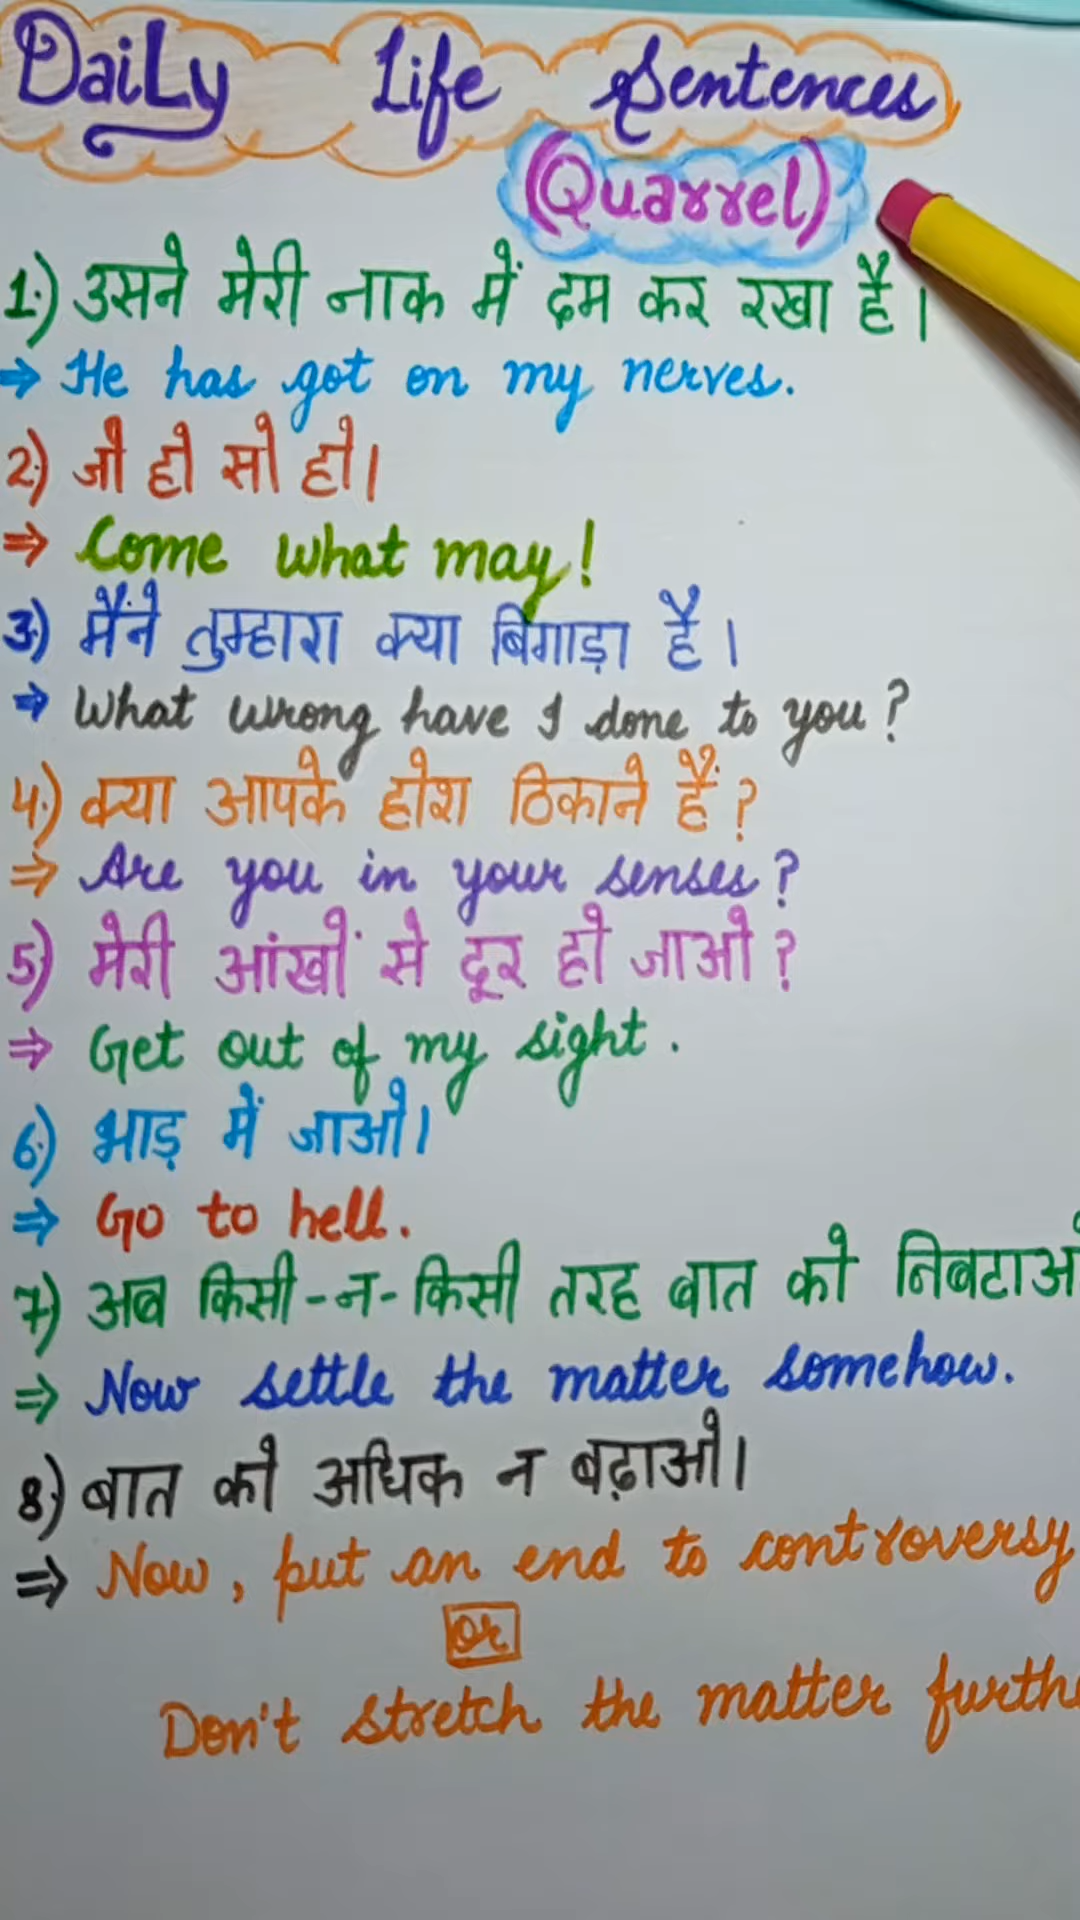 DaiLy Life Sentences
(Quarrel)
1.) उसने मेरी नाक में दम कर रखा है।
⇒ He has got on my nerves.
2.) जो हो सो हो।
⇒ Come what may!
3.) मैंने तुम्हारा क्या बिगाड़ा है।
⇒ What wrong have I done to you?
4.) क्या आपके होश ठिकाने हैं?
⇒ Are you in your senses?
5.) मेरी आंखों से दूर हो जाओ?
⇒ Get out of my sight.
6.) भाड़ में जाओ।
⇒ Go to hell.
7.) अब किसी-न-किसी तरह बात को निबटाओ
⇒ Now settle the matter somehow.
8.) बात को अधिक न बढ़ाओ।
⇒ Now, put an end to controversy
or
Don't stretch the matter